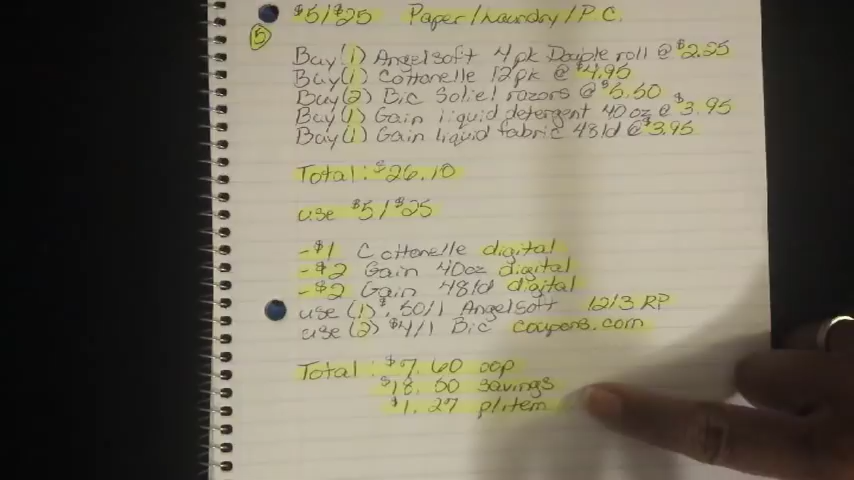 $5/$25 Paper/Laundry/P.C.
5
Buy (1) Angelsoft 4pk Double roll @ $2.25
Buy (1) Cottonelle 12pk @ $4.95
Buy (2) Bic Soliel razors @ $5.50
Buy (1) Gain liquid detergent 40oz @ $3.95
Buy (1) Gain liquid fabric 48ld @ $3.95
Total: $26.10
use $5/$25
-$1 Cottonelle digital
-$2 Gain 40oz digital
-$2 Gain 48ld digital
use (1) $.50/1 Angelsoft 12/3 RP
use (2) $4/1 Bic coupons.com
Total: $7.60 oop
$18.50 savings
$1.27 p/item